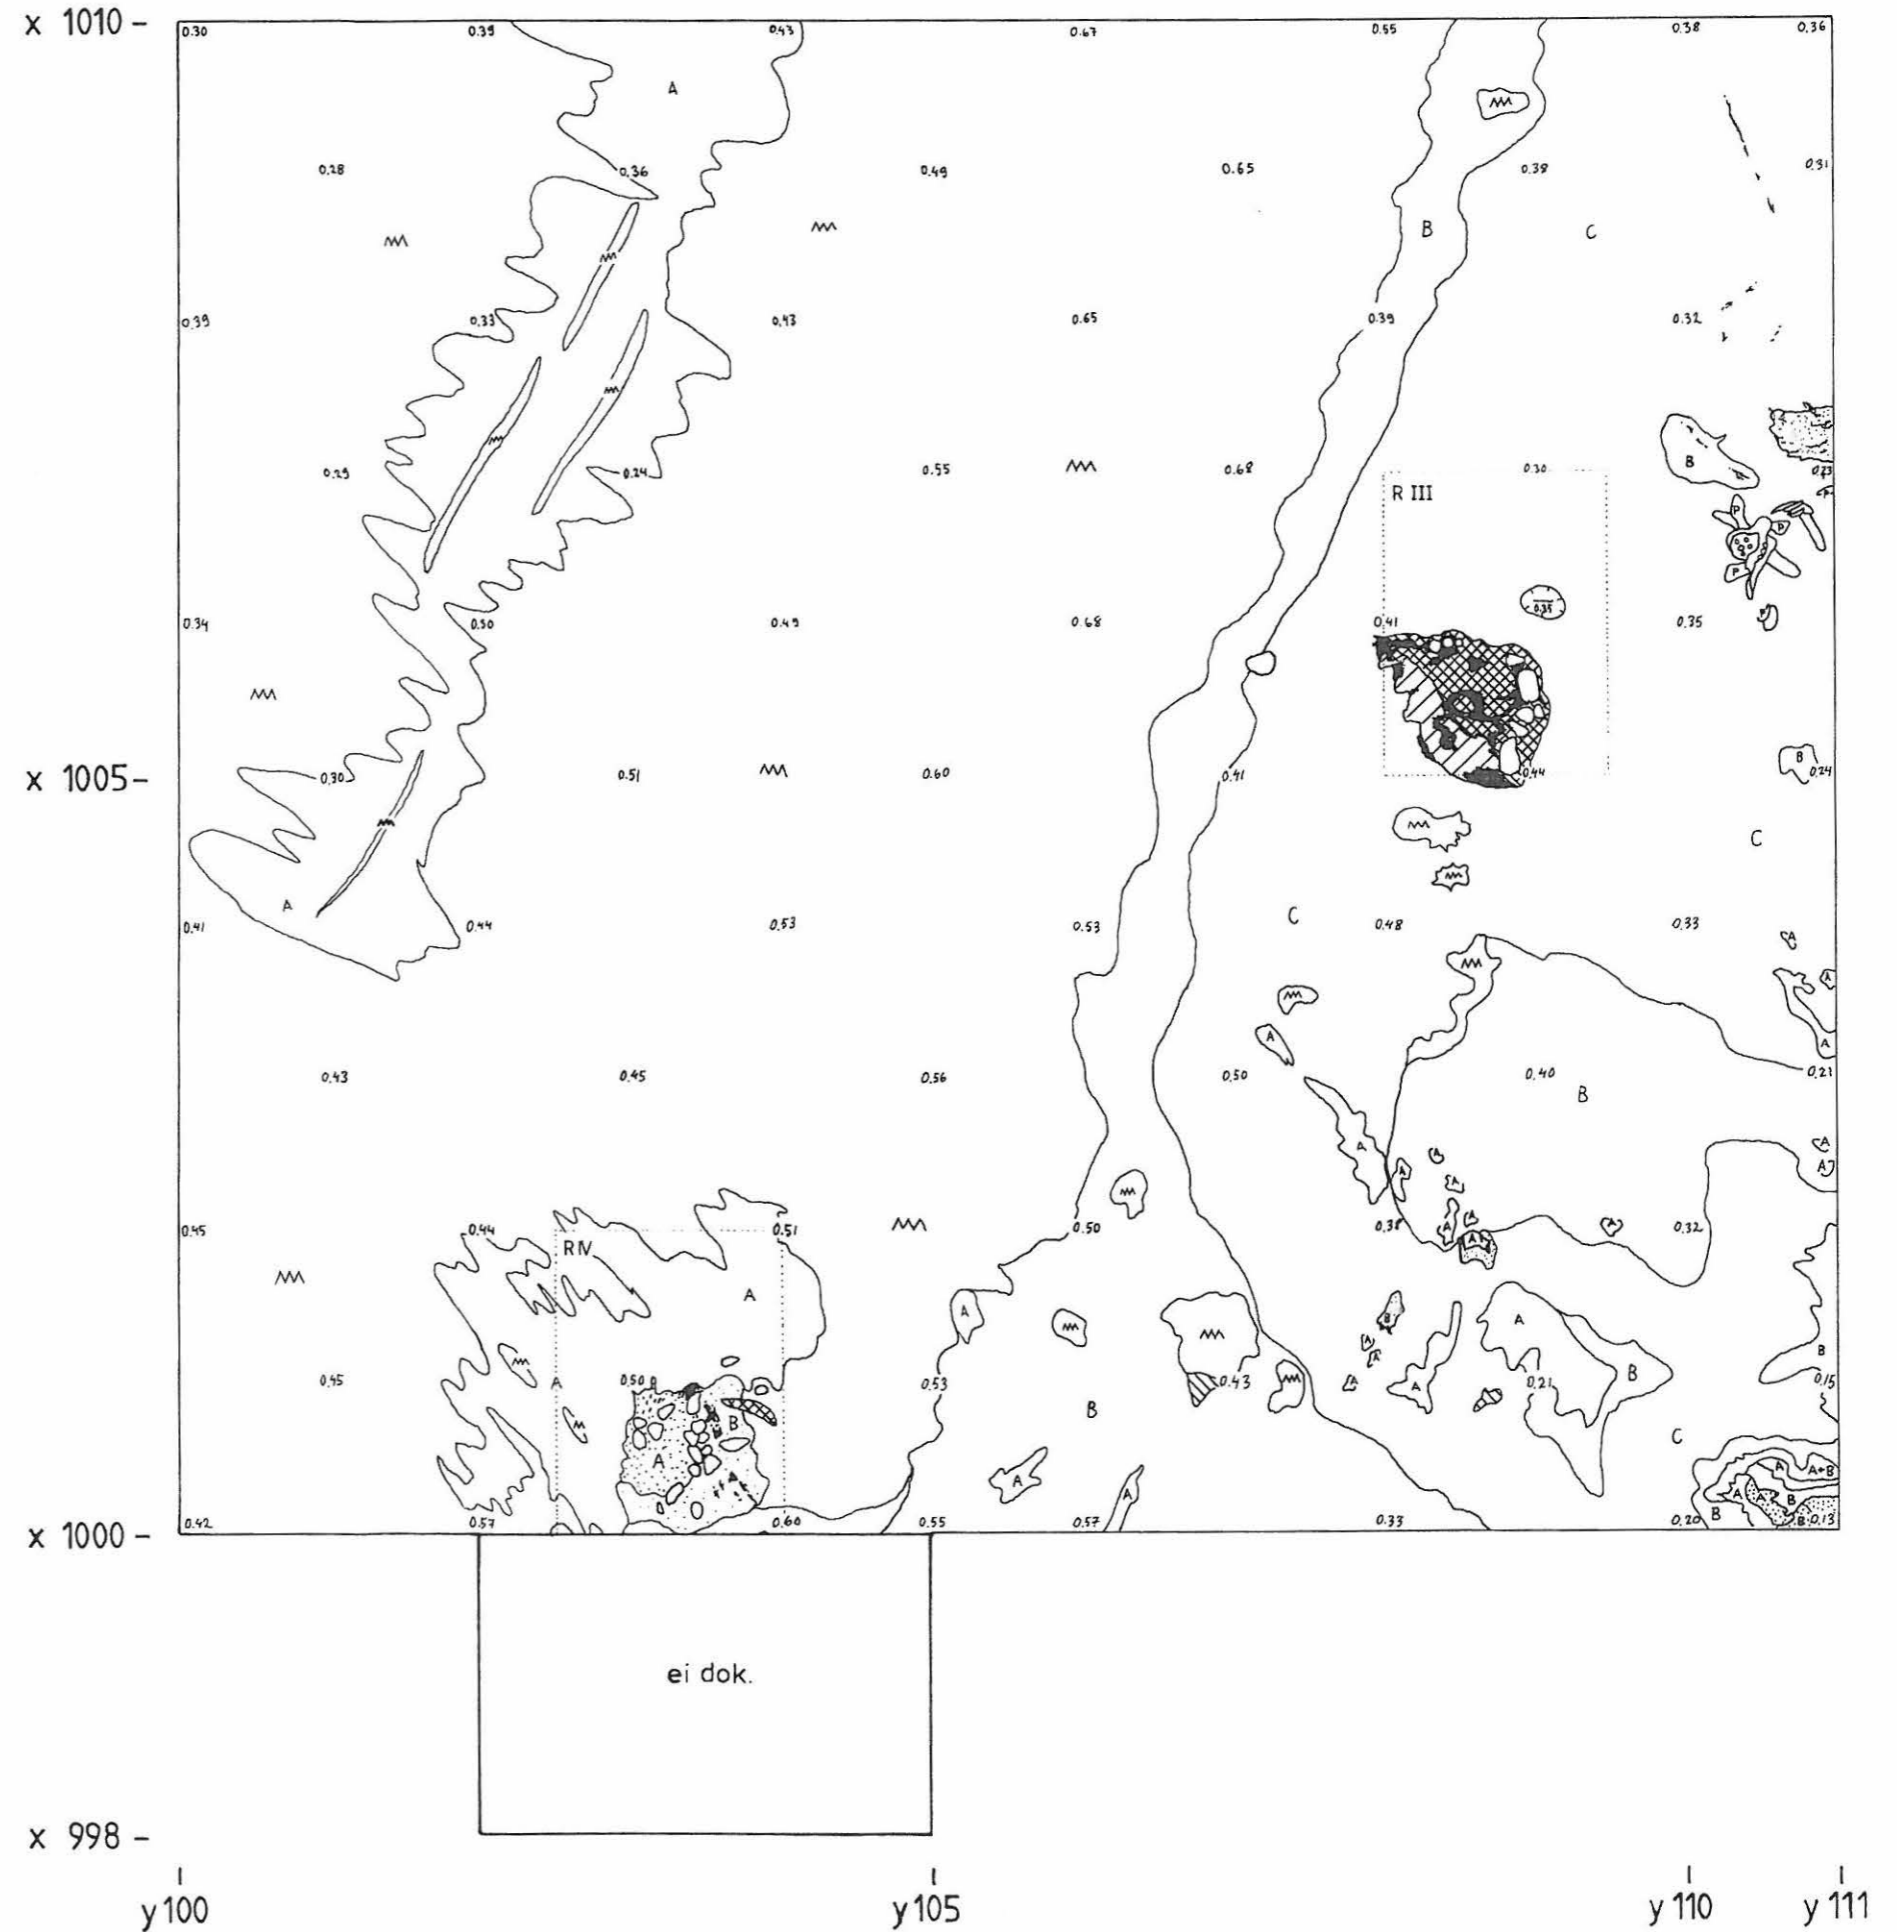 x 1010 -
0.30 0.39 0.43 0.67 0.55 0.38 0.36
A
0.28 0.36 0.49 0.65 0.38 0.31
B C
0.39 0.33 0.43 0.65 0.39 0.32
B
0.29 0.24 0.55 0.68 0.30 0.23
R III
P P
P
0.35
0.34 0.50 0.49 0.68 0.41 0.35
B
x 1005 -
0.30 0.51 0.60 0.41 0.44 0.24
C
A C
0.41 0.44 0.53 0.53 0.48 0.33
A
A
A A
0.43 0.45 0.56 0.50 0.40 0.21
B
A A A A
A A
0.45 0.44 0.51 0.50 0.38 A A 0.32
R IV A
A A A
B
A A B B
0.45 A 0.50 0.53 0.43 A A 0.21 0.15
B B C
A A A A+B
A A A A B
0.42 0.57 0.60 0.55 0.57 0.33 0.20 B B 0.13
x 1000 -
ei dok.
x 998 -
y 100 y 105 y 110 y 111